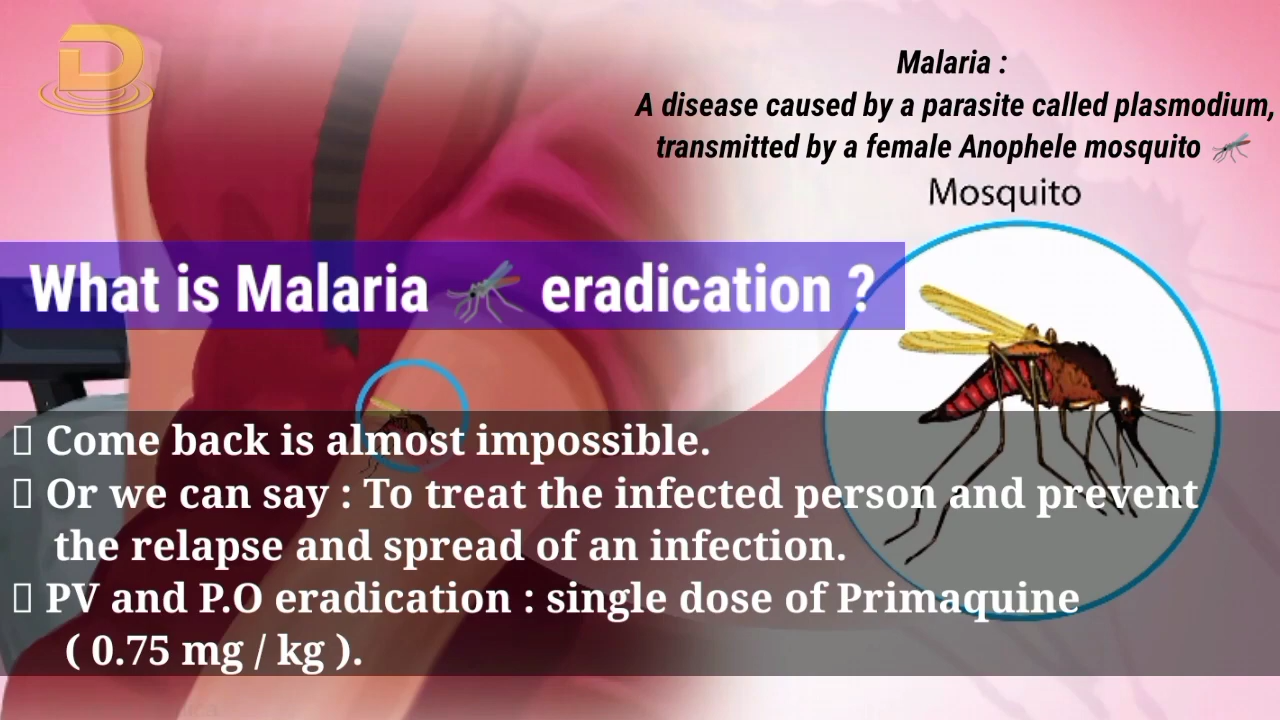 D
Malaria :
A disease caused by a parasite called plasmodium,
transmitted by a female Anophele mosquito 🦟
Mosquito
What is Malaria 🦟 eradication ?
▯ Come back is almost impossible.
▯ Or we can say : To treat the infected person and prevent
the relapse and spread of an infection.
▯ PV and P.O eradication : single dose of Primaquine
( 0.75 mg / kg ).